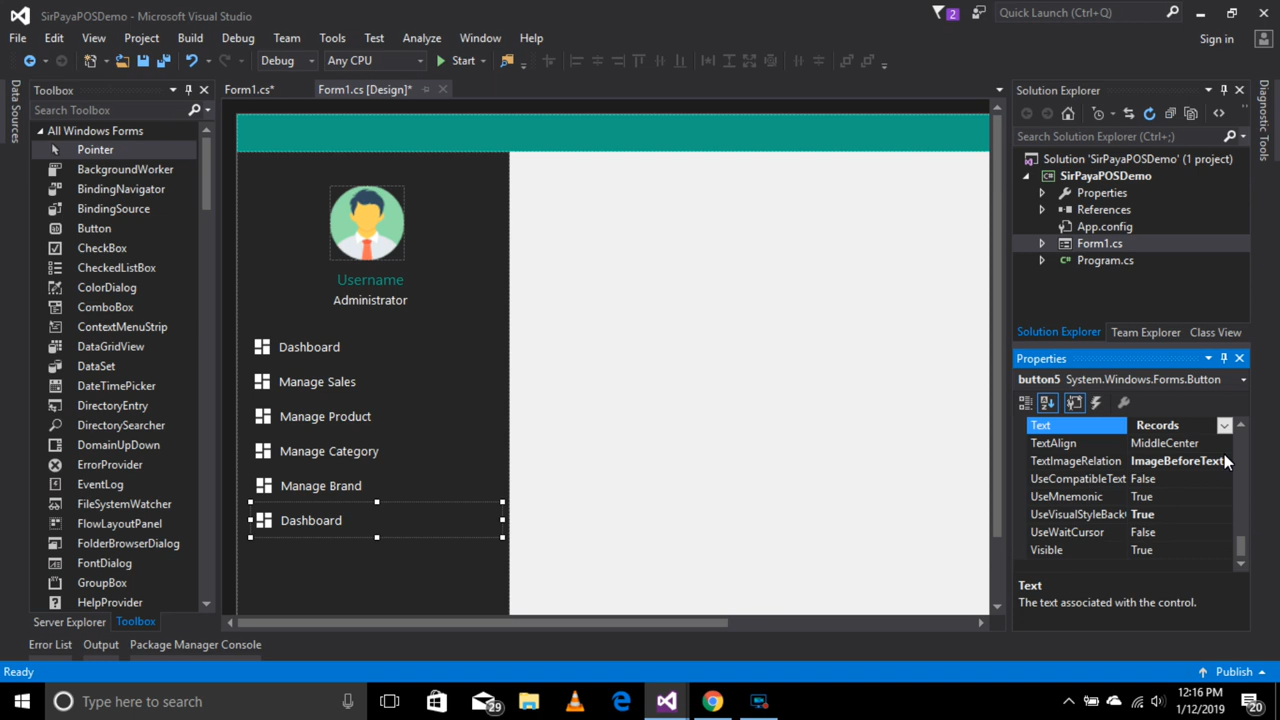 SirPayaPOSDemo - Microsoft Visual Studio
2
Quick Launch (Ctrl+Q)
File Edit View Project Build Debug Team Tools Test Analyze Window Help
Sign in
Debug Any CPU Start
Data Sources
Toolbox
Search Toolbox
All Windows Forms
Pointer
BackgroundWorker
BindingNavigator
BindingSource
Button
CheckBox
CheckedListBox
ColorDialog
ComboBox
ContextMenuStrip
DataGridView
DataSet
DateTimePicker
DirectoryEntry
DirectorySearcher
DomainUpDown
ErrorProvider
EventLog
FileSystemWatcher
FlowLayoutPanel
FolderBrowserDialog
FontDialog
GroupBox
HelpProvider
Server Explorer Toolbox
Form1.cs* Form1.cs [Design]*
Username
Administrator
Dashboard
Manage Sales
Manage Product
Manage Category
Manage Brand
Dashboard
Solution Explorer
Search Solution Explorer (Ctrl+;)
Solution 'SirPayaPOSDemo' (1 project)
SirPayaPOSDemo
Properties
References
App.config
Form1.cs
Program.cs
Solution Explorer Team Explorer Class View
Diagnostic Tools
Properties
button5 System.Windows.Forms.Button
Text Records
TextAlign MiddleCenter
TextImageRelation ImageBeforeText
UseCompatibleText False
UseMnemonic True
UseVisualStyleBack True
UseWaitCursor False
Visible True
Text
The text associated with the control.
Error List Output Package Manager Console
Ready
Publish
Type here to search
29
12:16 PM
1/12/2019
20